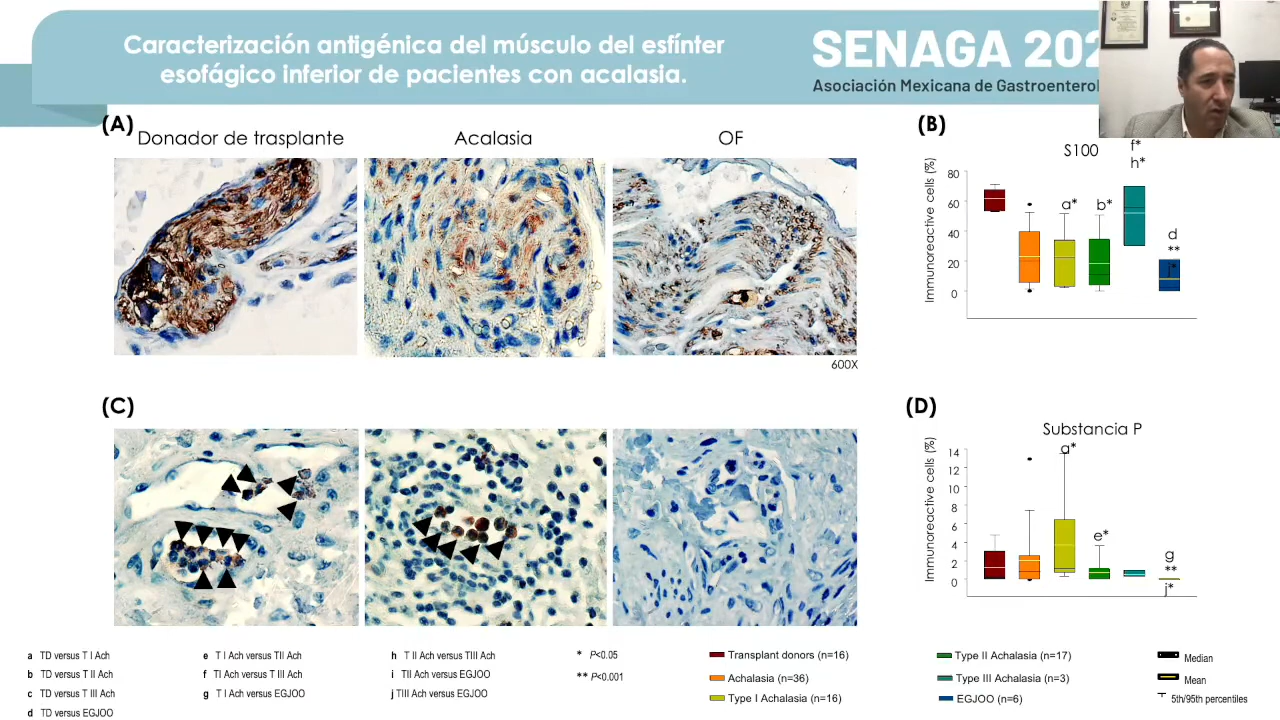 Caracterización antigénica del músculo del esfínter
esofágico inferior de pacientes con acalasia.
SENAGA 202
Asociación Mexicana de Gastroenterol
(A)
Donador de trasplante
Acalasia
OF
600X
(B)
S100
Immunoreactive cells (%)
80
60
40
20
0
a*
b*
f*
h*
d
**
(C)
(D)
Substancia P
Immunoreactive cells (%)
14
12
10
8
6
4
2
0
a*
e*
g
**
j*
a TD versus T I Ach
b TD versus T II Ach
c TD versus T III Ach
d TD versus EGJOO
e T I Ach versus TII Ach
f TI Ach versus T III Ach
g T I Ach versus EGJOO
h T II Ach versus TIII Ach
i TII Ach versus EGJOO
j TIII Ach versus EGJOO
* P<0.05
** P<0.001
Transplant donors (n=16)
Achalasia (n=36)
Type I Achalasia (n=16)
Type II Achalasia (n=17)
Type III Achalasia (n=3)
EGJOO (n=6)
Median
Mean
5th/95th percentiles